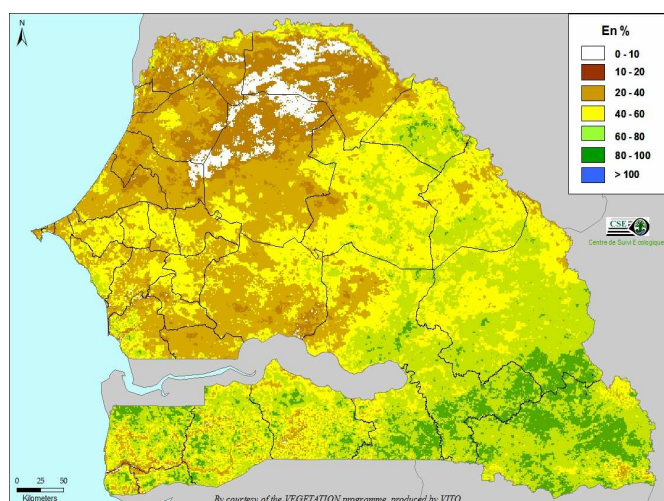 N
En %
0 - 10
10 - 20
20 - 40
40 - 60
60 - 80
80 - 100
> 100
CSE
Centre de Suivi Ecologique
0 25 50
Kilometers
By courtesy of the VEGETATION programme, produced by VITO